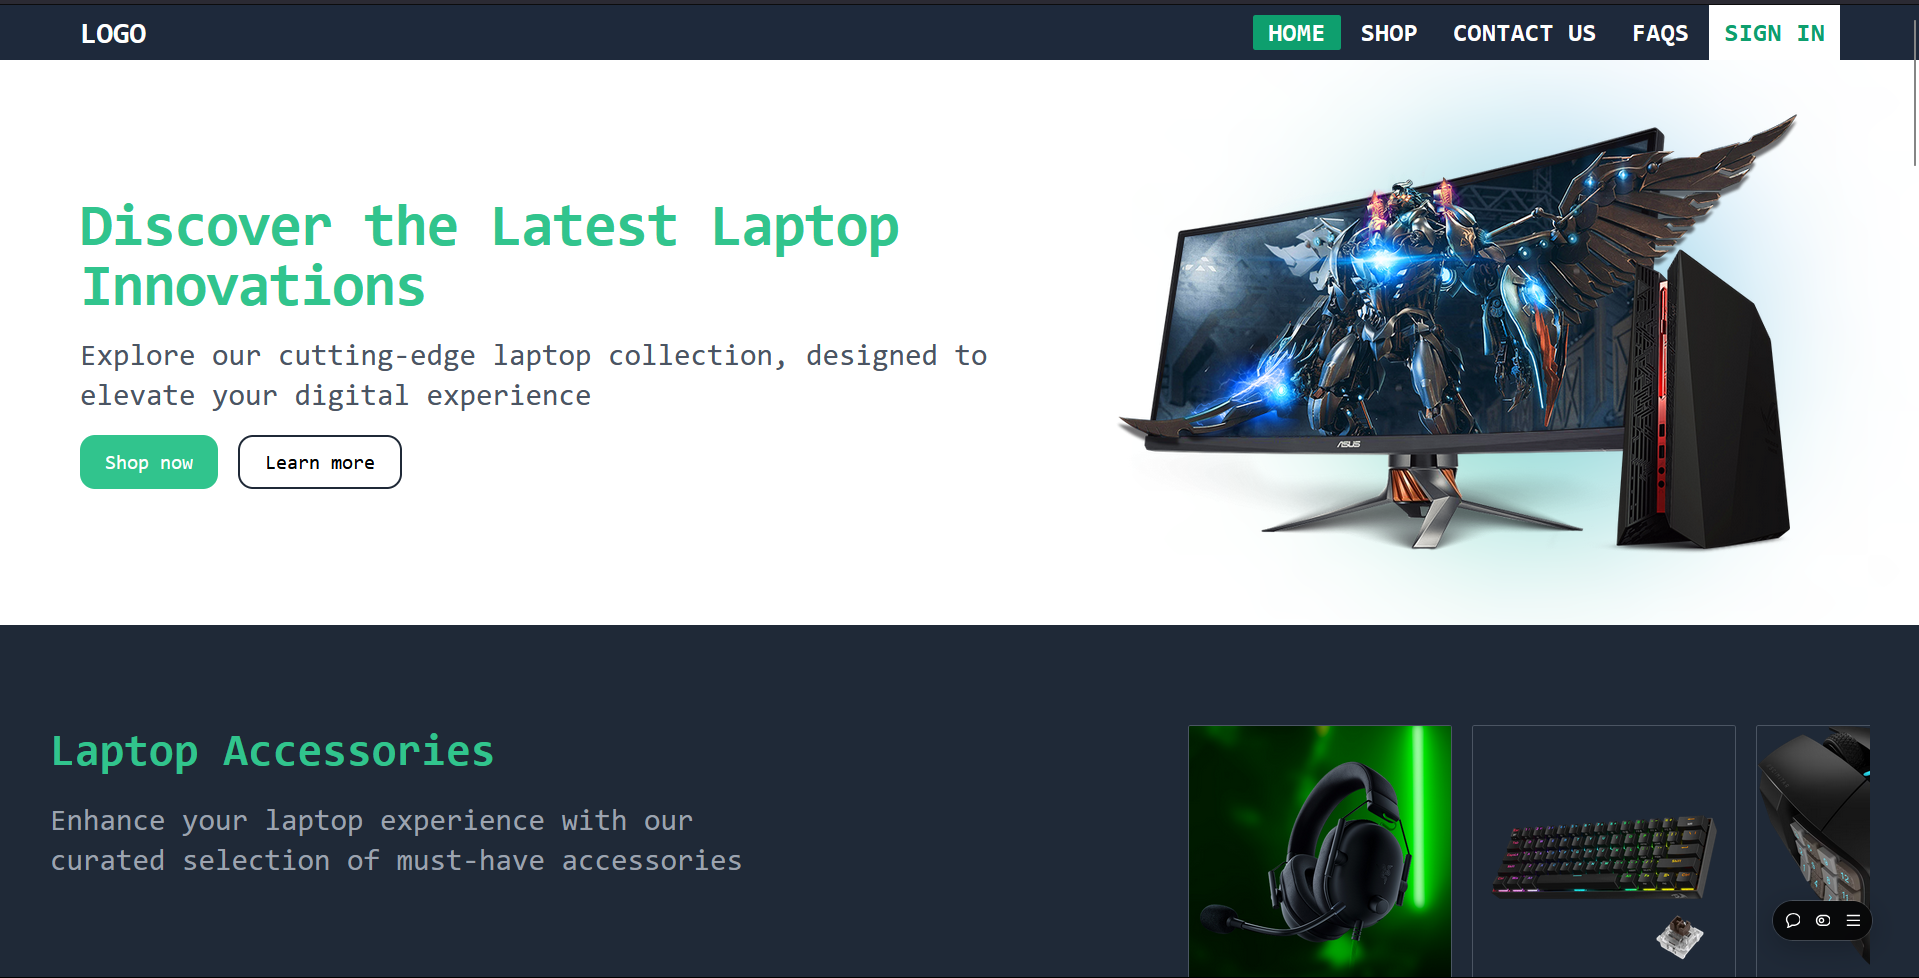 LOGO
HOME SHOP CONTACT US FAQS SIGN IN
Discover the Latest Laptop
Innovations
Explore our cutting-edge laptop collection, designed to
elevate your digital experience
Shop now Learn more
ASUS
Laptop Accessories
Enhance your laptop experience with our
curated selection of must-have accessories